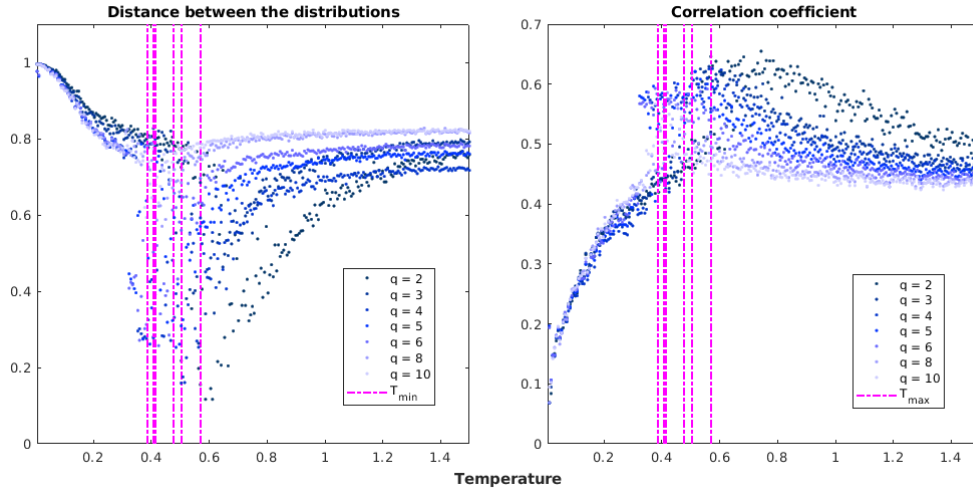 Distance between the distributions
1
0.8
0.6
0.4
0.2
0
0.2 0.4 0.6 0.8 1 1.2 1.4
q = 2
q = 3
q = 4
q = 5
q = 6
q = 8
q = 10
T_min
Correlation coefficient
0.7
0.6
0.5
0.4
0.3
0.2
0.1
0
0.2 0.4 0.6 0.8 1 1.2 1.4
q = 2
q = 3
q = 4
q = 5
q = 6
q = 8
q = 10
T_max
Temperature